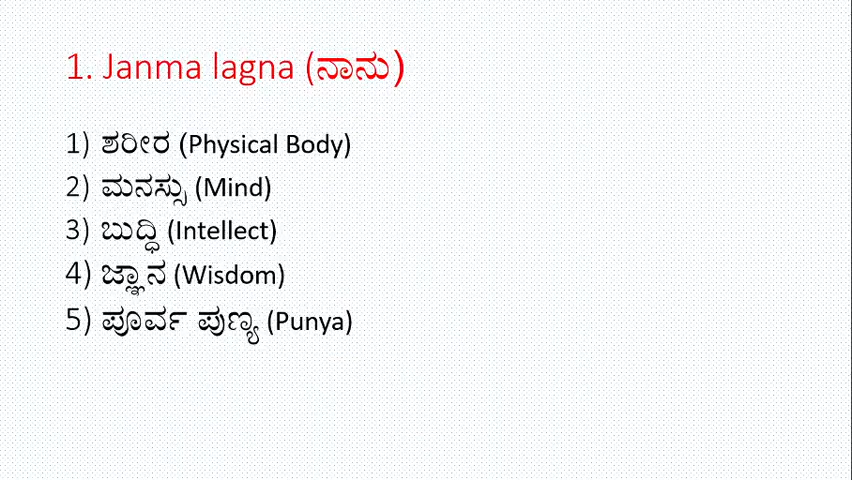 1. Janma lagna (ನಾನು)
1) ಶರೀರ (Physical Body)
2) ಮನಸ್ಸು (Mind)
3) ಬುದ್ಧಿ (Intellect)
4) ಜ್ಞಾನ (Wisdom)
5) ಪೂರ್ವ ಪುಣ್ಯ (Punya)